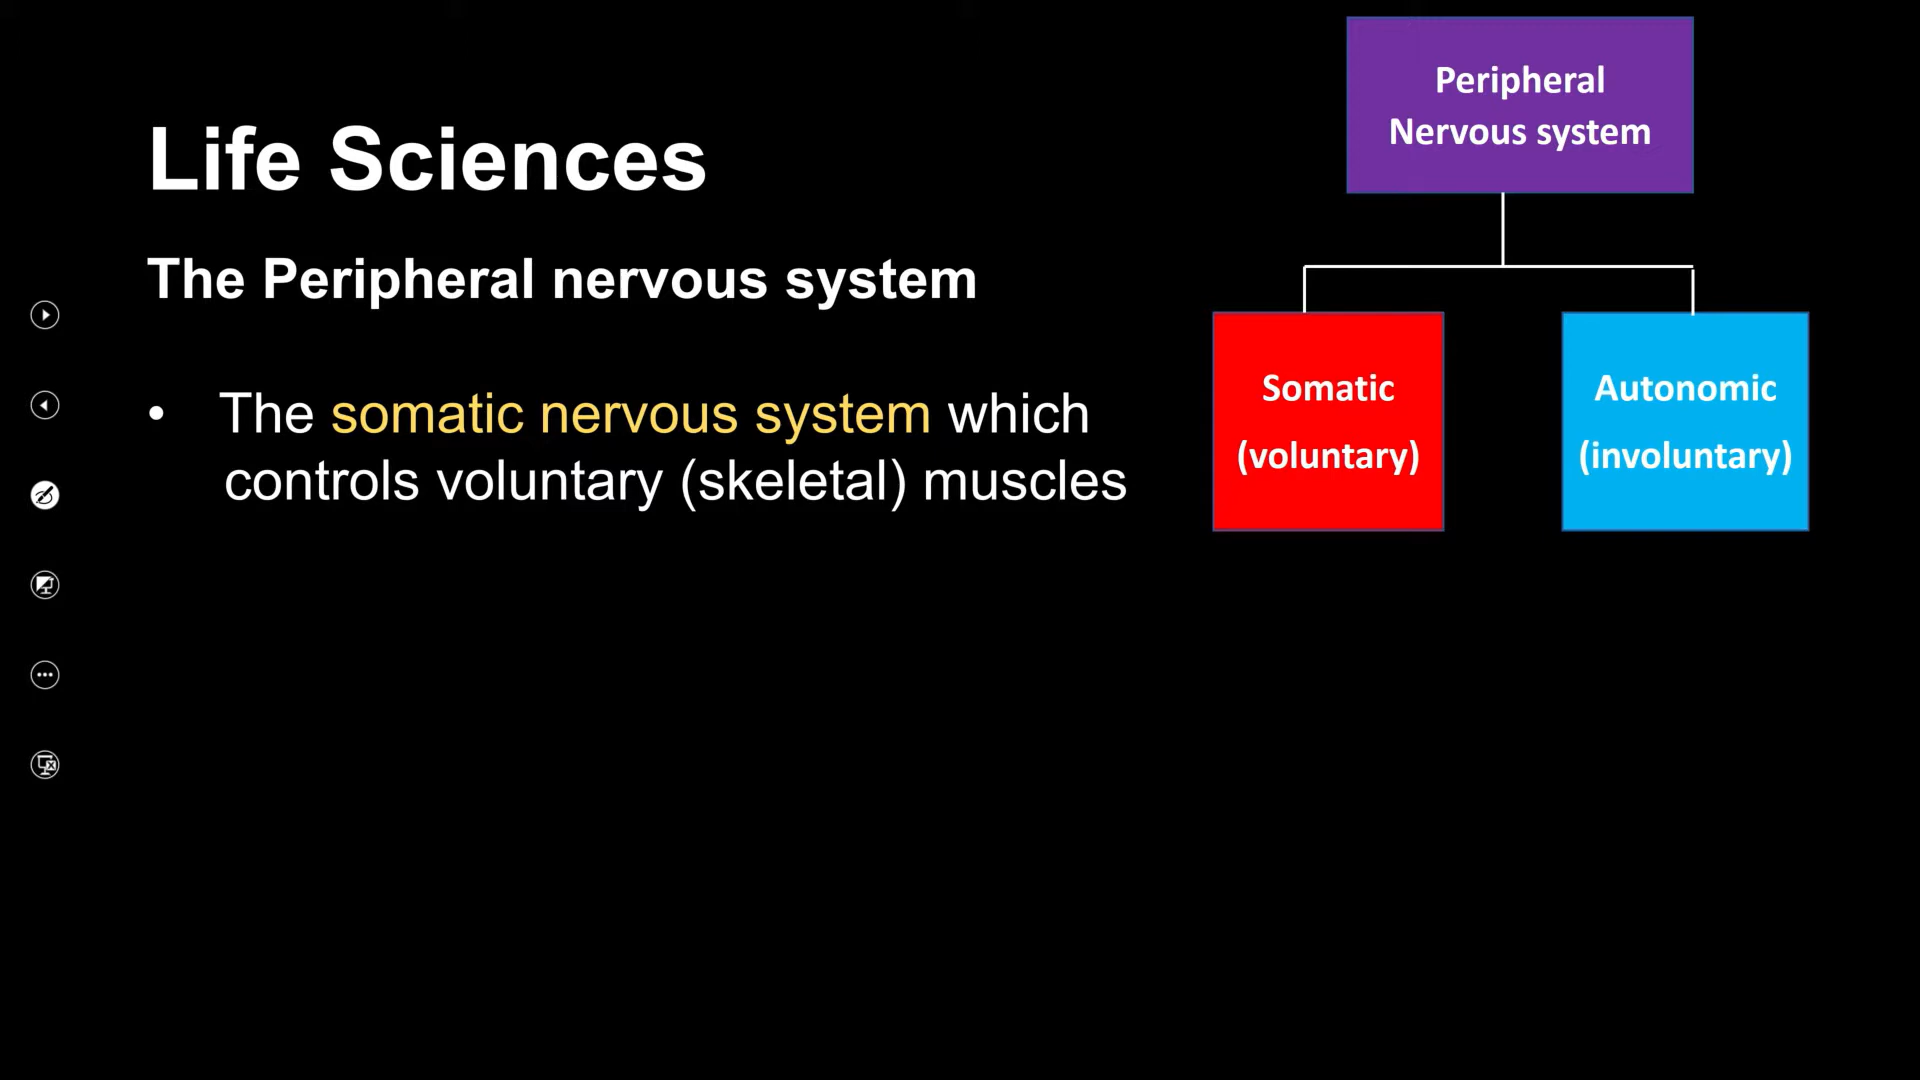 Life Sciences
The Peripheral nervous system
• The somatic nervous system which
controls voluntary (skeletal) muscles
Peripheral
Nervous system
Somatic
(voluntary)
Autonomic
(involuntary)